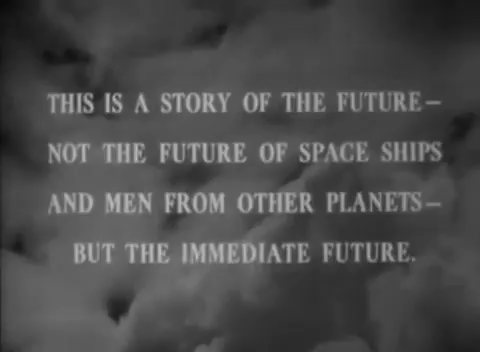 THIS IS A STORY OF THE FUTURE—
NOT THE FUTURE OF SPACE SHIPS
AND MEN FROM OTHER PLANETS—
BUT THE IMMEDIATE FUTURE.